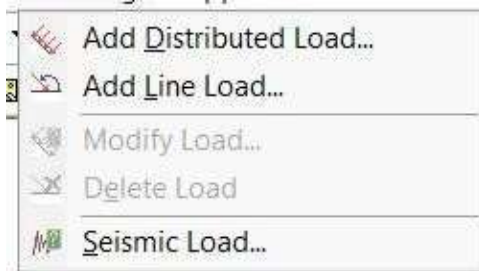 Add Distributed Load...
Add Line Load...
Modify Load...
Delete Load
Seismic Load...